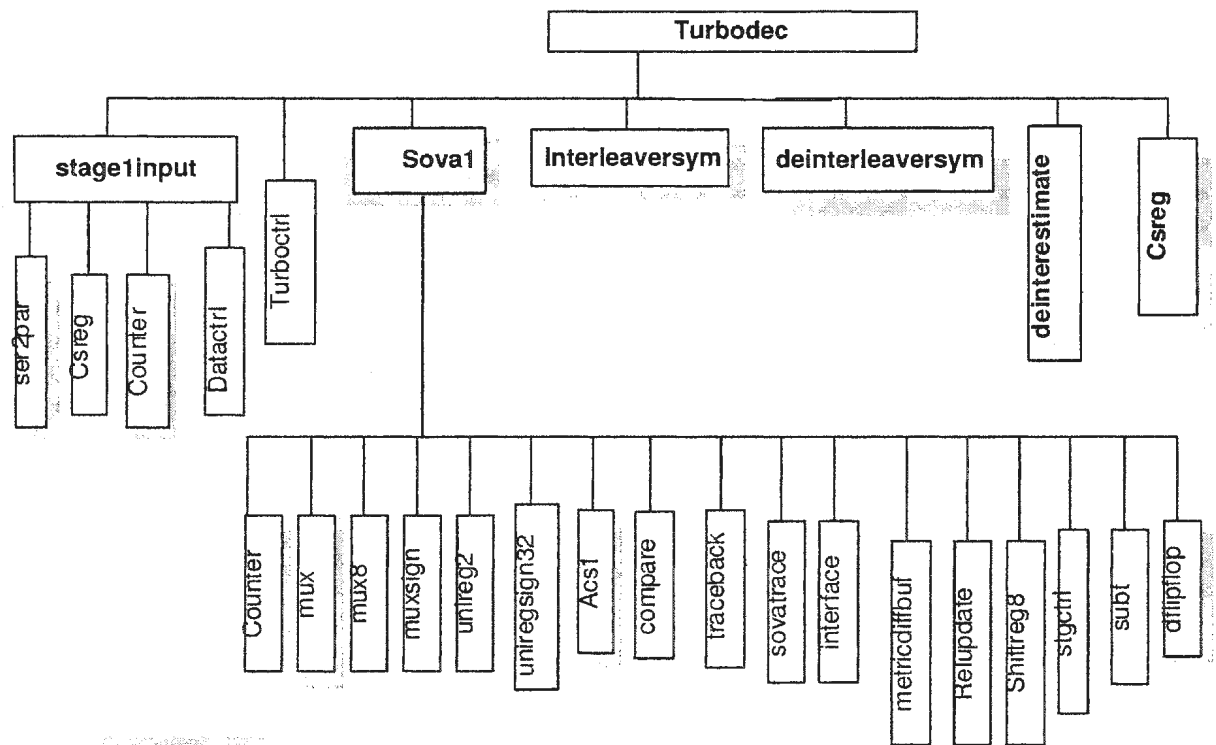 Turbodec
stage1input
Sova1
Interleaversym
deinterleaversym
deinterestimate
Csreg
Turboctrl
ser2par
Csreg
Counter
Datactrl
Counter
mux
mux8
muxsign
unireg2
uniregsign32
Acs1
compare
traceback
sovatrace
interface
metricdiffbuf
Relupdate
Shiftreg8
stgctrl
subt
dflipflop